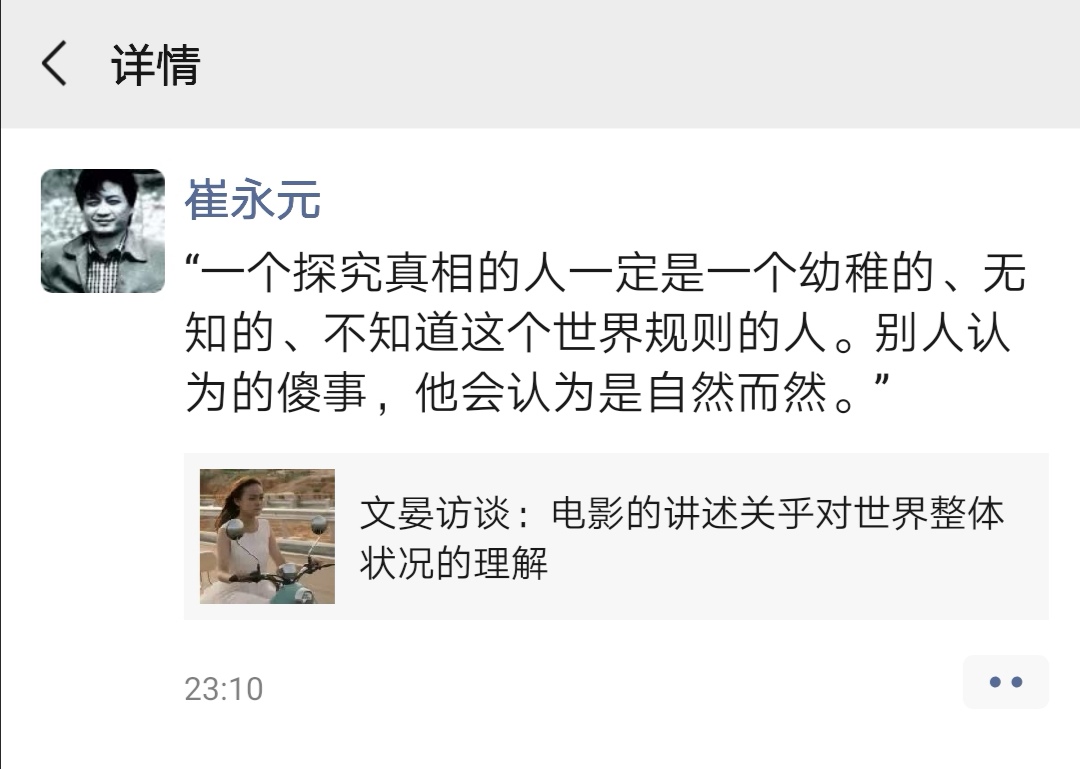 详情
崔永元
“一个探究真相的人一定是一个幼稚的、无
知的、不知道这个世界规则的人。别人认
为的傻事，他会认为是自然而然。”
文晏访谈：电影的讲述关乎对世界整体
状况的理解
23:10